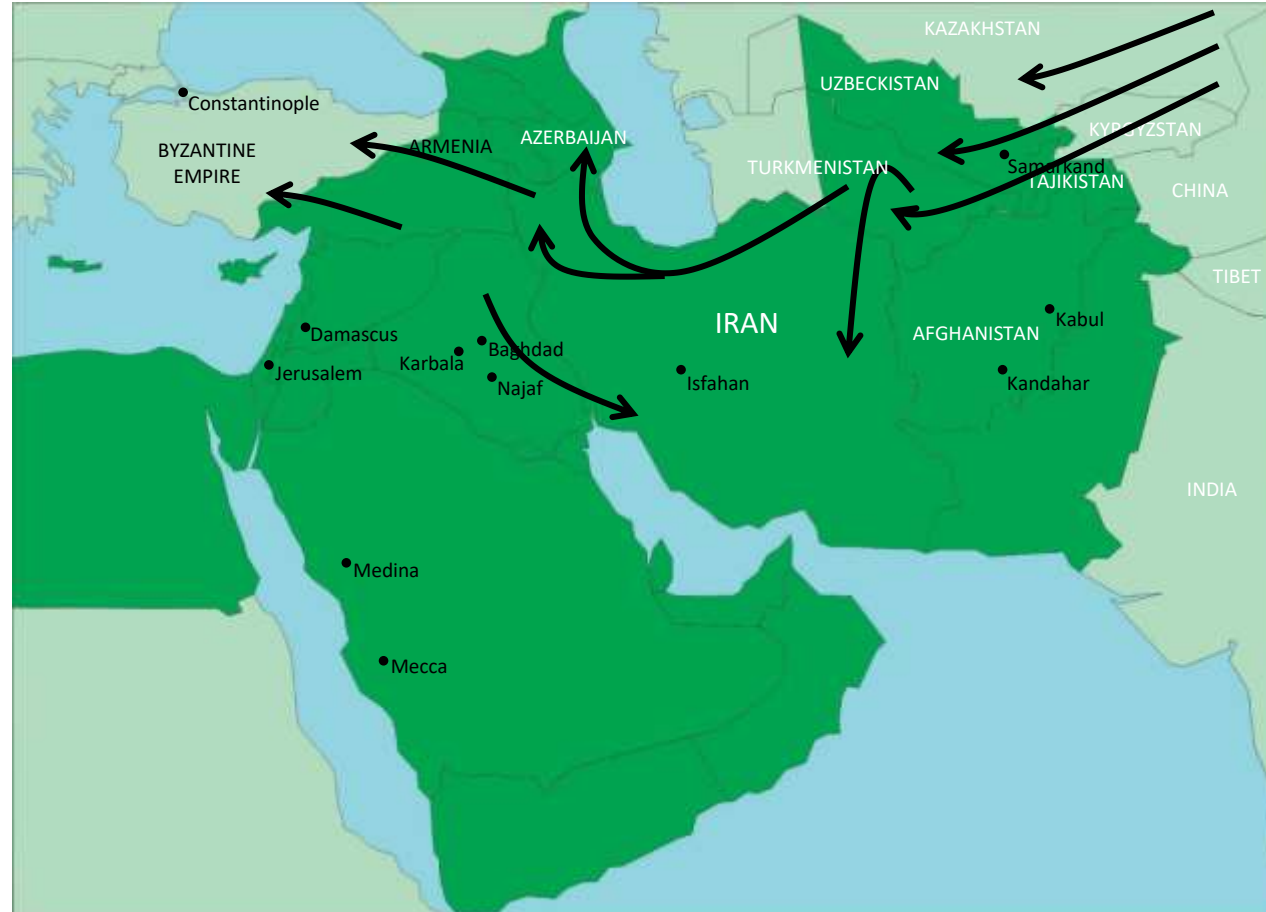 KAZAKHSTAN
UZBECKISTAN
Constantinople
KYRGYZSTAN
ARMENIA
AZERBAIJAN
BYZANTINE
EMPIRE
Samarkand
TURKMENISTAN
TAJIKISTAN
CHINA
TIBET
IRAN
Kabul
Damascus
AFGHANISTAN
Baghdad
Karbala
Jerusalem
Najaf
Isfahan
Kandahar
INDIA
Medina
Mecca